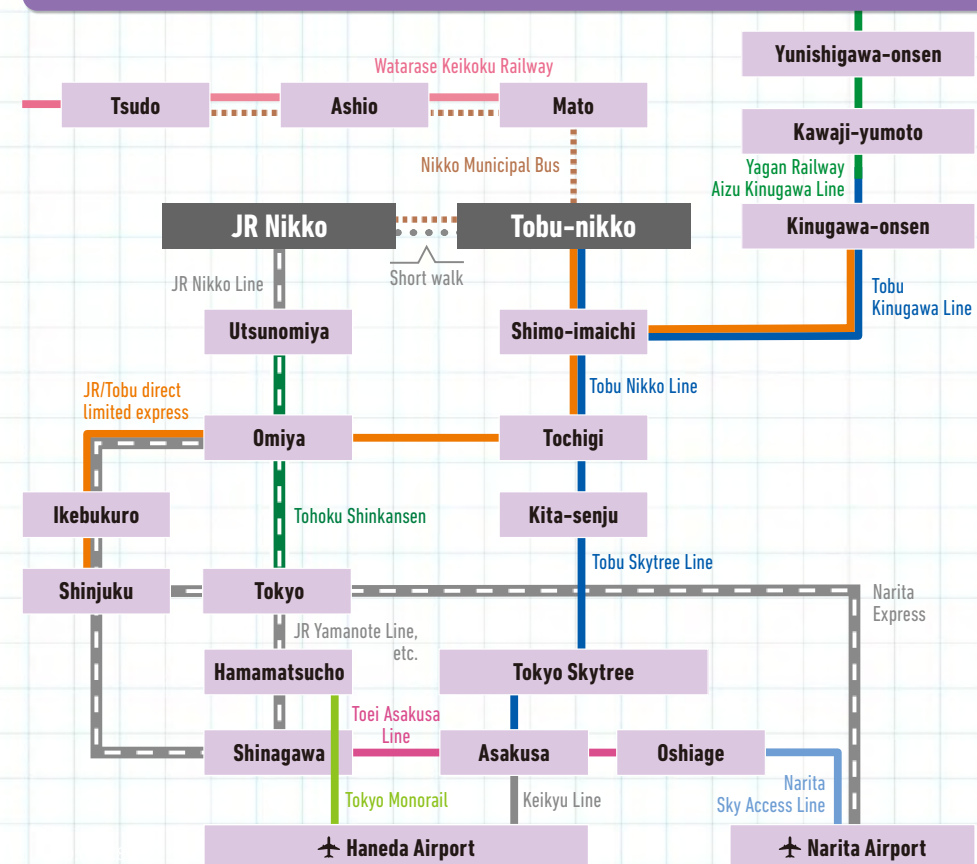 Yunishigawa-onsen
Watarase Keikoku Railway
Tsudo
Ashio
Mato
Kawaji-yumoto
Nikko Municipal Bus
Yagan Railway
Aizu Kinugawa Line
JR Nikko
Tobu-nikko
Kinugawa-onsen
Short walk
JR Nikko Line
Tobu
Kinugawa Line
Utsunomiya
Shimo-imaichi
JR/Tobu direct
limited express
Tobu Nikko Line
Omiya
Tochigi
Ikebukuro
Tohoku Shinkansen
Kita-senju
Tobu Skytree Line
Shinjuku
Tokyo
Narita
Express
JR Yamanote Line,
etc.
Hamamatsucho
Tokyo Skytree
Toei Asakusa
Line
Shinagawa
Asakusa
Oshiage
Tokyo Monorail
Keikyu Line
Narita
Sky Access Line
Haneda Airport
Narita Airport